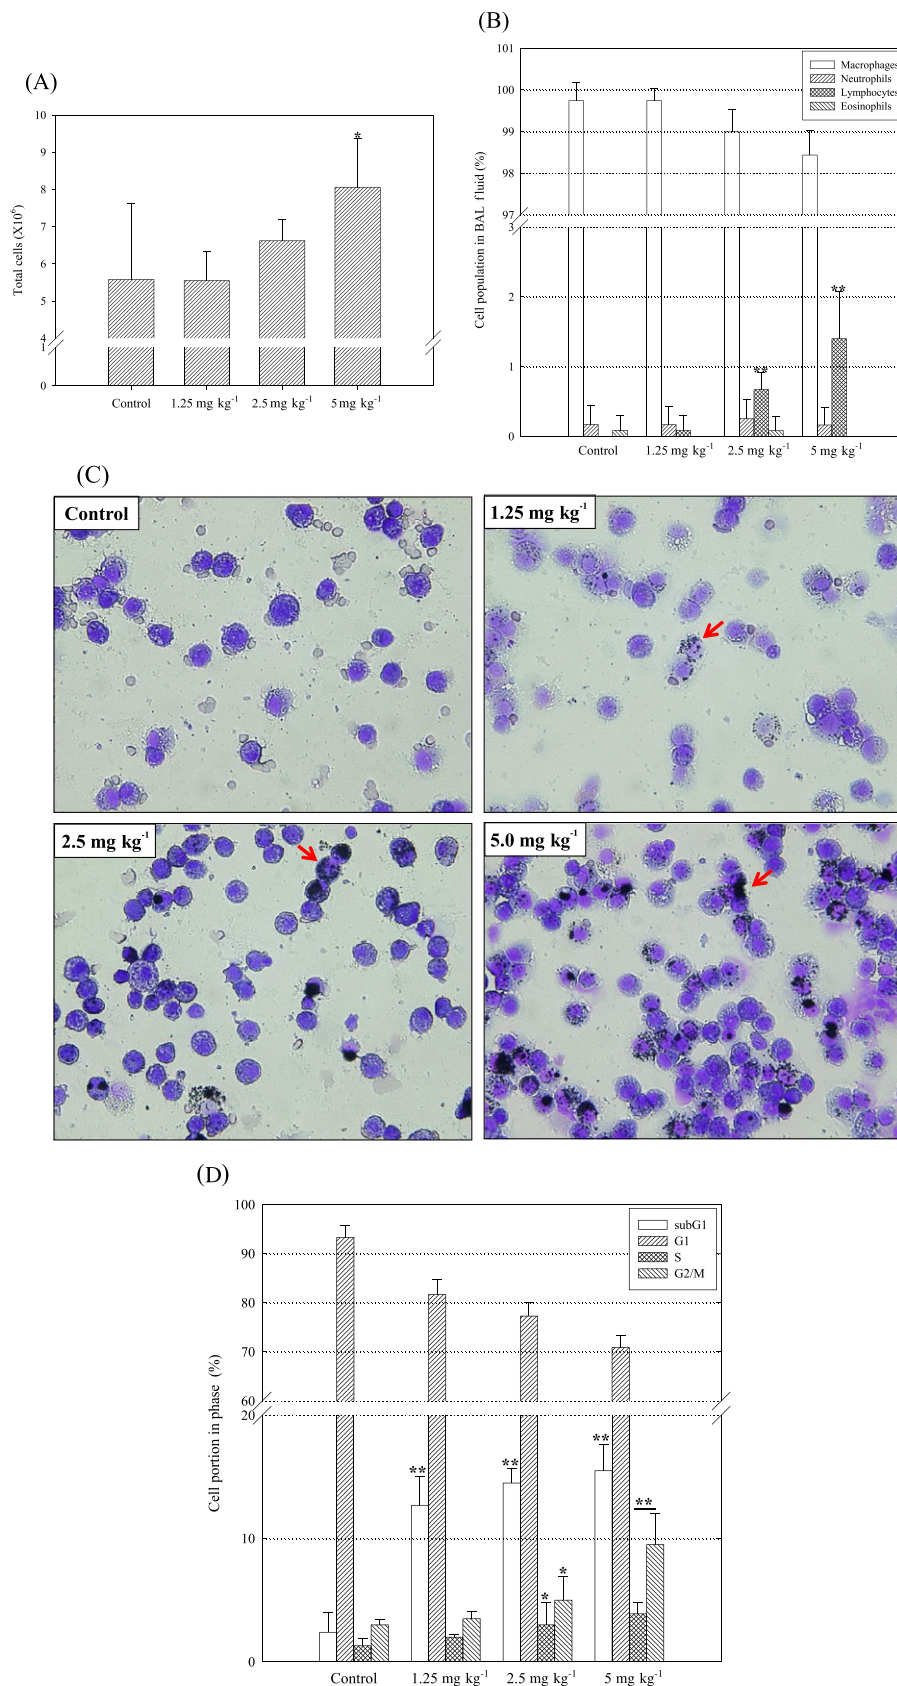 (A)
10
9
8
7
6
5
4
1
0
Total cells (X10⁶)
*
Control
1.25 mg kg⁻¹
2.5 mg kg⁻¹
5 mg kg⁻¹
(B)
101
100
99
98
97
3
2
1
0
Cell population in BAL fluid (%)
Macrophages
Neutrophils
Lymphocytes
Eosinophils
**
**
Control
1.25 mg kg⁻¹
2.5 mg kg⁻¹
5 mg kg⁻¹
(C)
Control
1.25 mg kg⁻¹
2.5 mg kg⁻¹
5.0 mg kg⁻¹
(D)
100
90
80
70
60
20
10
0
Cell portion in phase (%)
subG1
G1
S
G2/M
**
**
**
**
*
*
Control
1.25 mg kg⁻¹
2.5 mg kg⁻¹
5 mg kg⁻¹